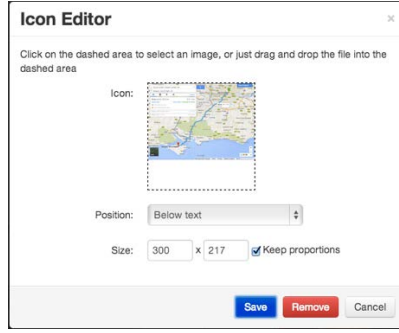 Icon Editor
×
Click on the dashed area to select an image, or just drag and drop the file into the
dashed area
Icon:
Position: Below text
Size: 300 x 217 Keep proportions
Save Remove Cancel